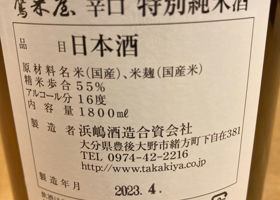 鷹来屋、辛口 特別純米酒
品目 日本酒
原材料名 米(国産)、米麹(国産米)
精米歩合 55%
アルコール分 16度
内容量 1800㎖
製造者 浜嶋酒造合資会社
大分県豊後大野市緒方町下自在381
TEL 0974-42-2216
http://www.takakiya.co.jp
製造年月 2023.4.